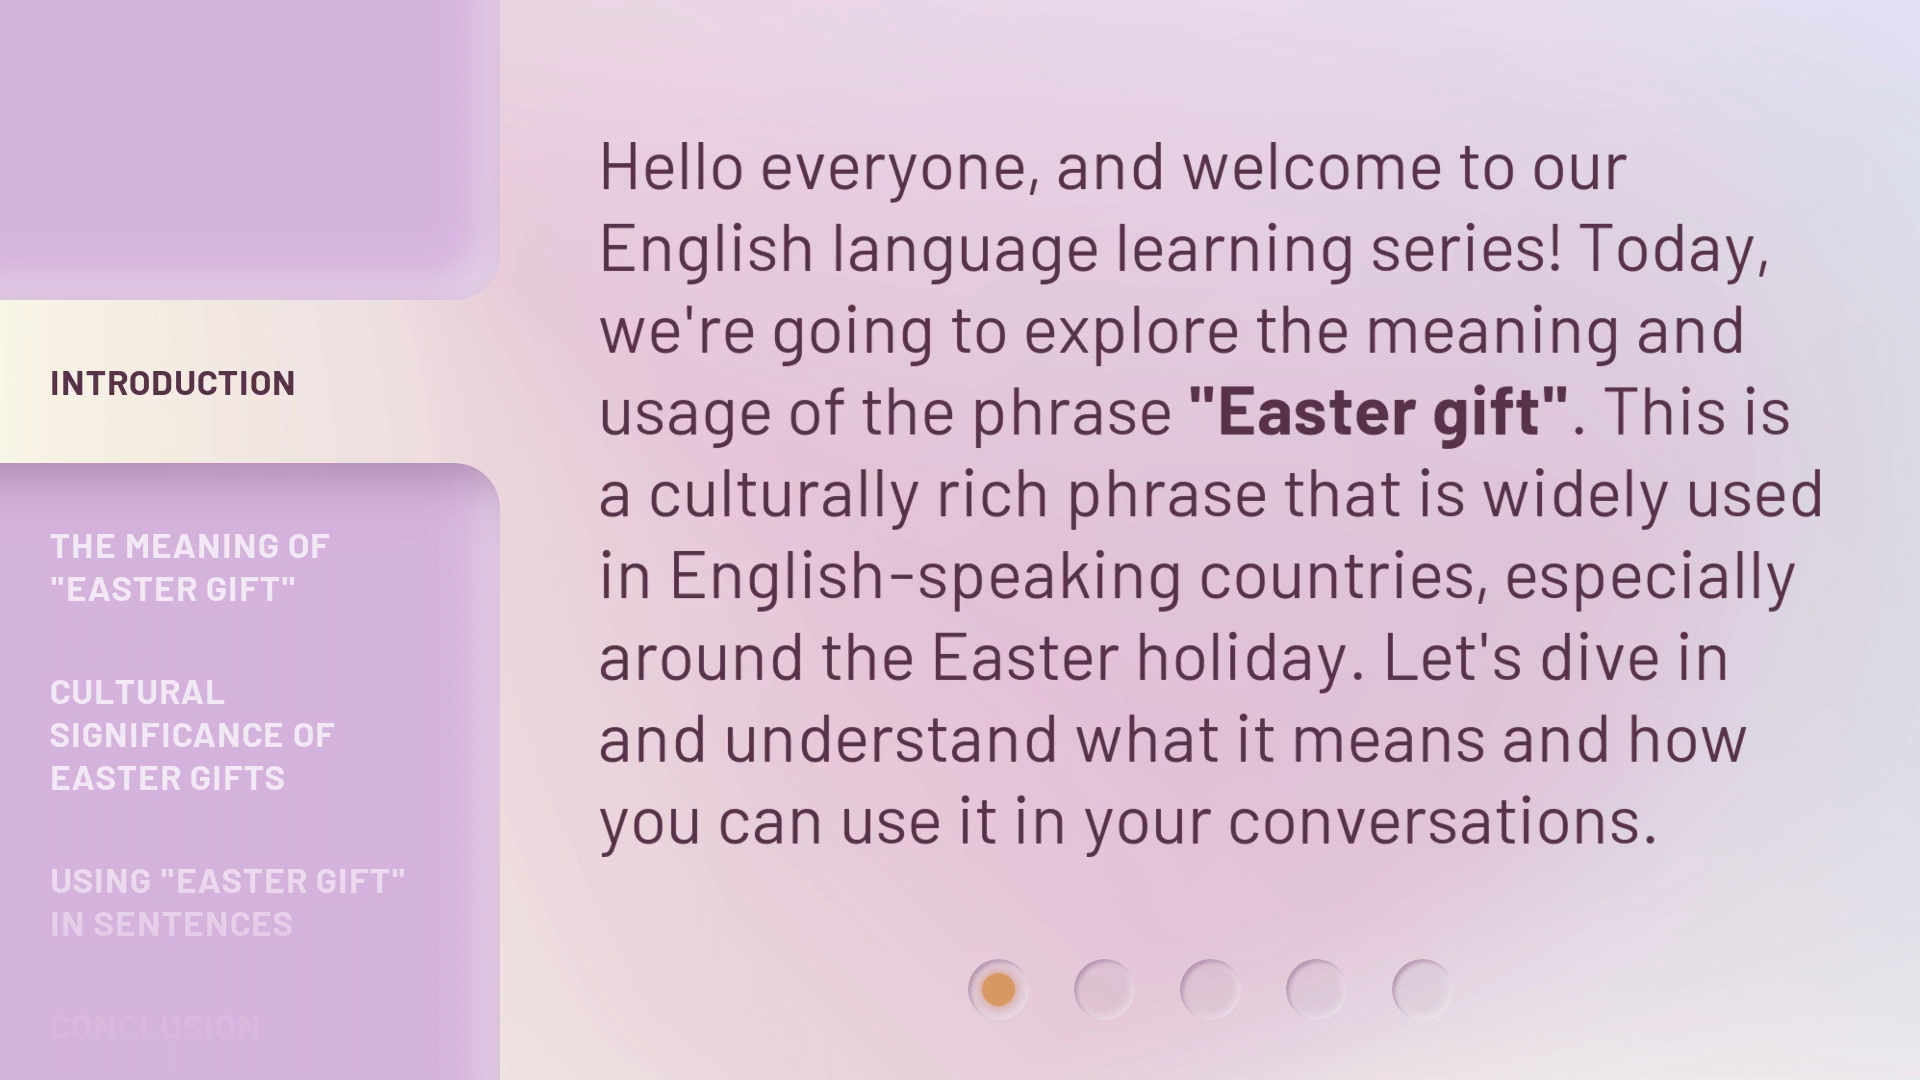 INTRODUCTION
THE MEANING OF
"EASTER GIFT"
CULTURAL
SIGNIFICANCE OF
EASTER GIFTS
USING "EASTER GIFT"
IN SENTENCES
CONCLUSION
Hello everyone, and welcome to our
English language learning series! Today,
we're going to explore the meaning and
usage of the phrase "Easter gift". This is
a culturally rich phrase that is widely used
in English-speaking countries, especially
around the Easter holiday. Let's dive in
and understand what it means and how
you can use it in your conversations.